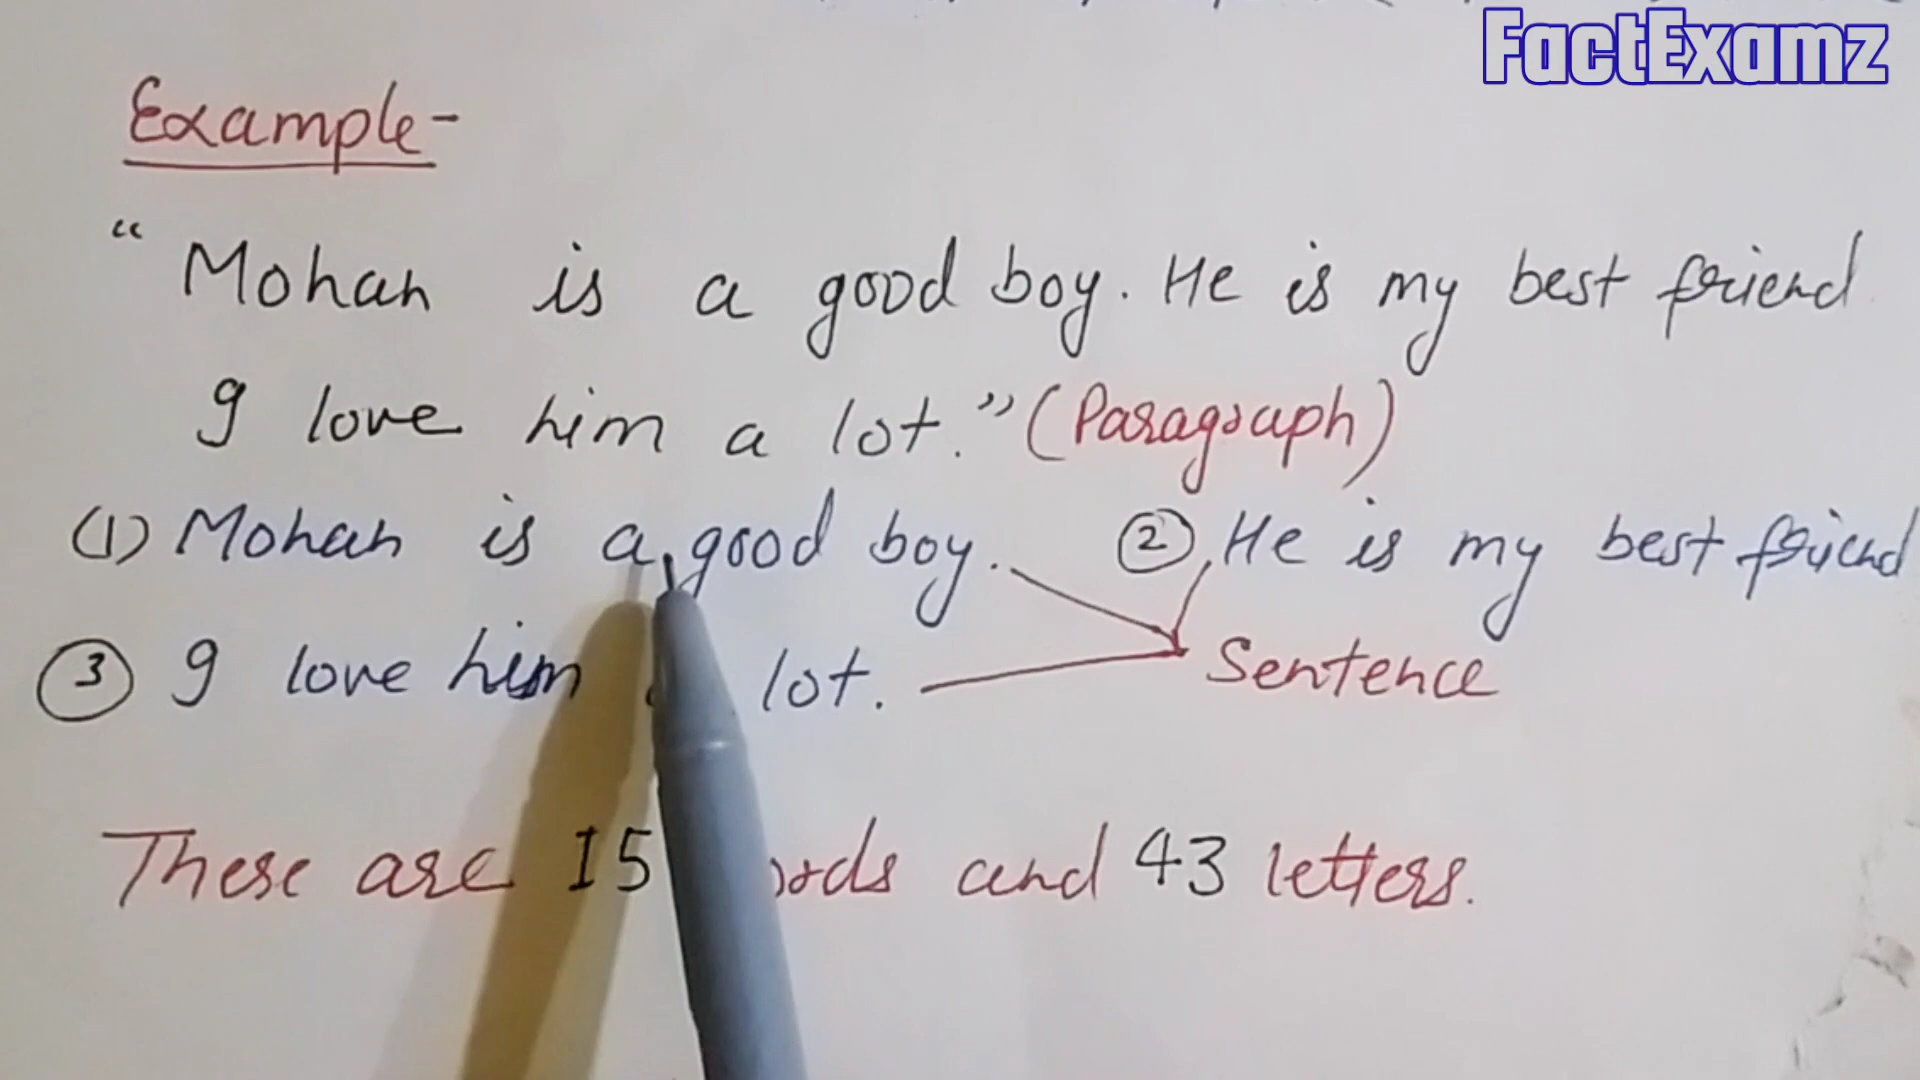 FactExamz
Example-
“Mohan is a good boy. He is my best friend
I love him a lot.” (Paragraph)
(1) Mohan is a good boy. (2) He is my best friend
(3) I love him lot. Sentence
These are 15 and 43 letters.